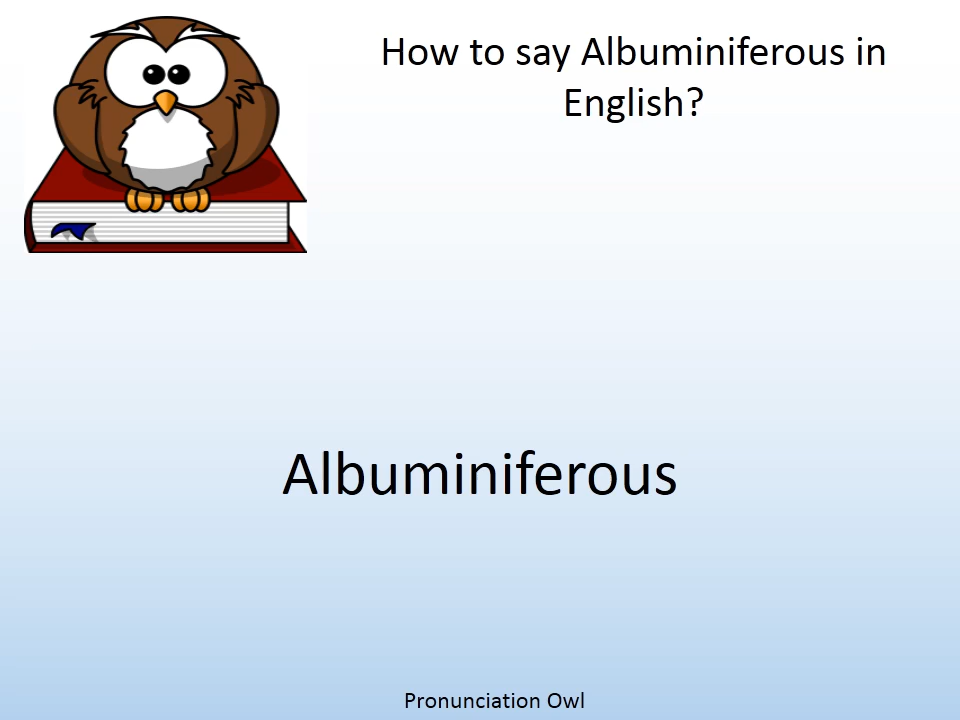 How to say Albuminiferous in
English?
Albuminiferous
Pronunciation Owl